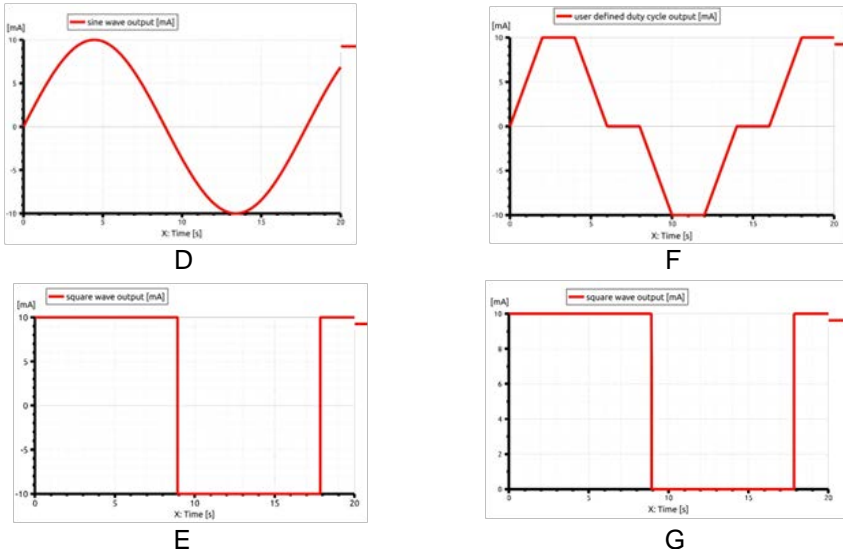 sine wave output [mA]
[mA]
10
5
0
-5
-10
0
5
10
15
20
X: Time [s]
D
user defined duty cycle output [mA]
[mA]
10
5
0
-5
-10
0
5
10
15
20
X: Time [s]
F
square wave output [mA]
[mA]
10
5
0
-5
-10
0
5
10
15
20
X: Time [s]
E
square wave output [mA]
[mA]
10
8
6
4
2
0
0
5
10
15
20
X: Time [s]
G